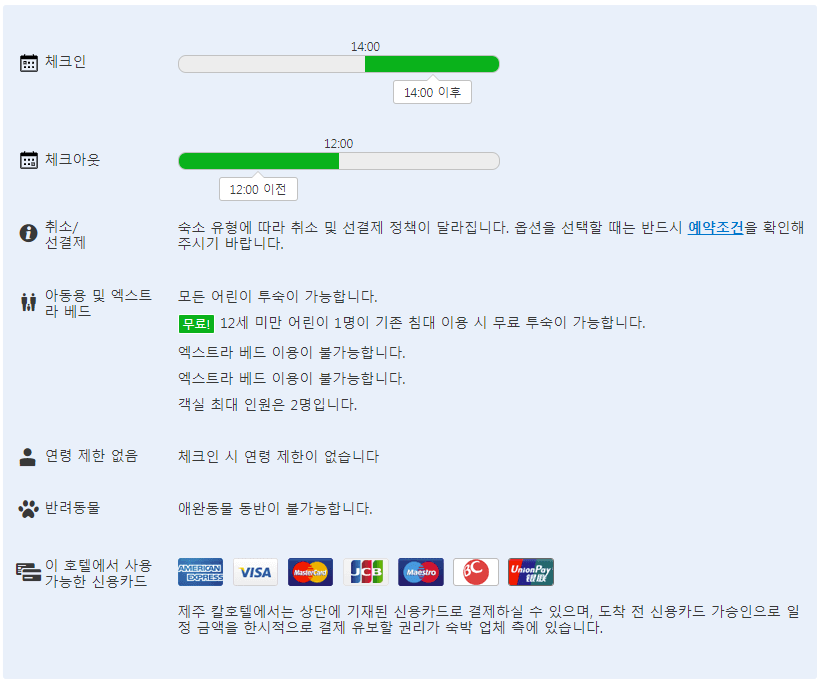 14:00
체크인
14:00 이후
12:00
체크아웃
12:00 이전
취소/
선결제
숙소 유형에 따라 취소 및 선결제 정책이 달라집니다. 옵션을 선택할 때는 반드시 예약조건을 확인해
주시기 바랍니다.
아동용 및 엑스트
라 베드
모든 어린이 투숙이 가능합니다.
무료! 12세 미만 어린이 1명이 기존 침대 이용 시 무료 투숙이 가능합니다.
엑스트라 베드 이용이 불가능합니다.
엑스트라 베드 이용이 불가능합니다.
객실 최대 인원은 2명입니다.
연령 제한 없음
체크인 시 연령 제한이 없습니다
반려동물
애완동물 동반이 불가능합니다.
이 호텔에서 사용
가능한 신용카드
AMERICAN EXPRESS
VISA
MasterCard
JCB
Maestro
BC
UnionPay
银联
제주 칼호텔에서는 상단에 기재된 신용카드로 결제하실 수 있으며, 도착 전 신용카드 가승인으로 일
정 금액을 한시적으로 결제 유보할 권리가 숙박 업체 측에 있습니다.